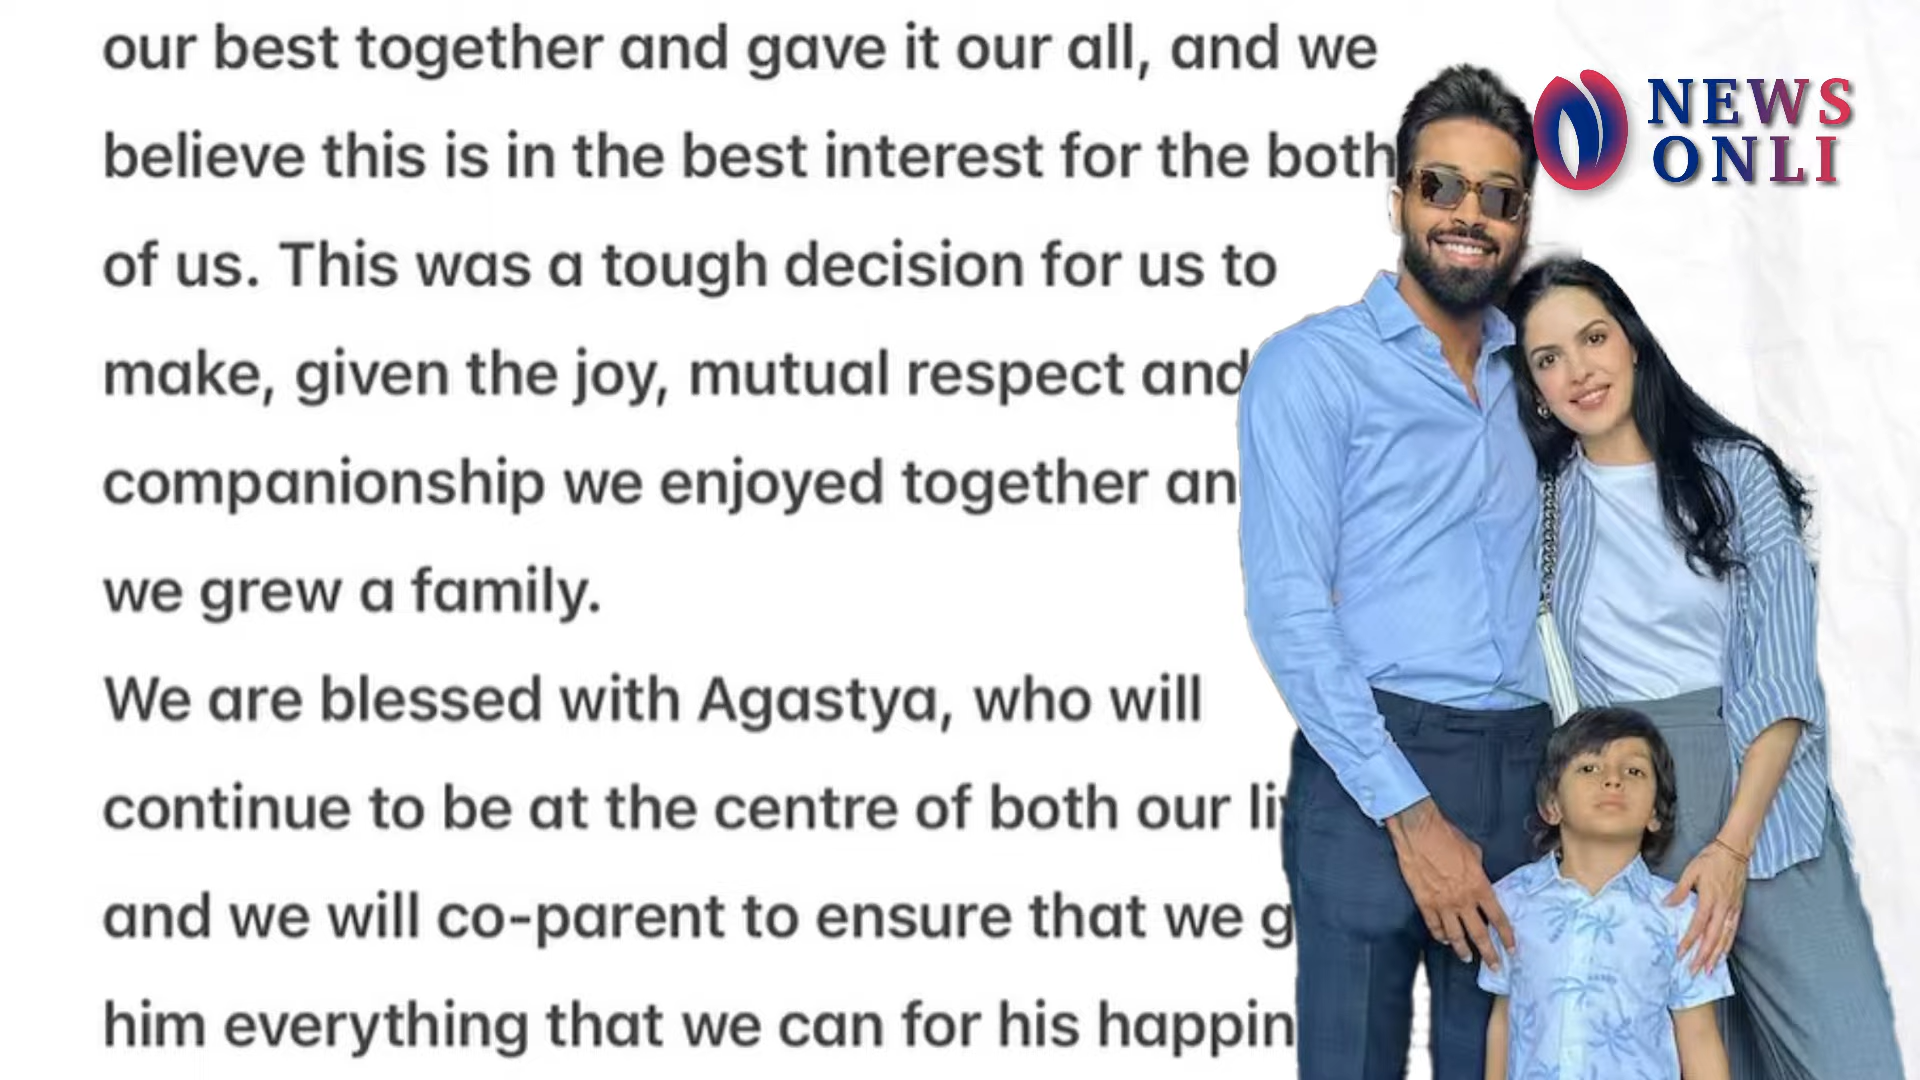 our best together and gave it our all, and we
believe this is in the best interest for the both
of us. This was a tough decision for us to
make, given the joy, mutual respect and
companionship we enjoyed together an
we grew a family.
We are blessed with Agastya, who will
continue to be at the centre of both our li
and we will co-parent to ensure that we g
him everything that we can for his happin
NEWS
ONLI